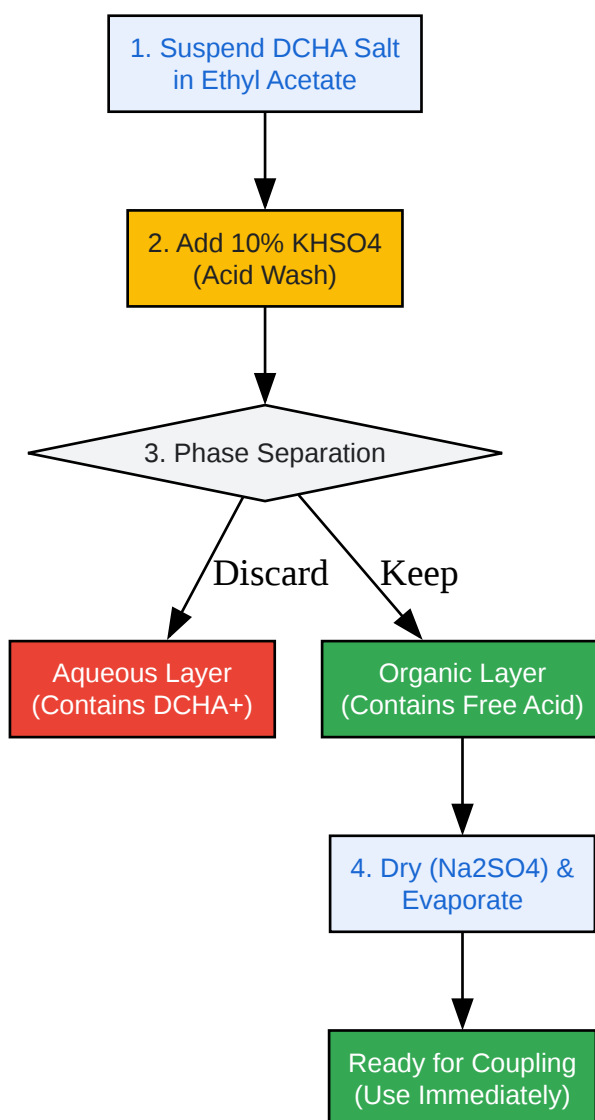 1. Suspend DCHA Salt
in Ethyl Acetate
2. Add 10% KHSO4
(Acid Wash)
3. Phase Separation
Discard
Keep
Aqueous Layer
(Contains DCHA+)
Organic Layer
(Contains Free Acid)
4. Dry (Na2SO4) &
Evaporate
Ready for Coupling
(Use Immediately)